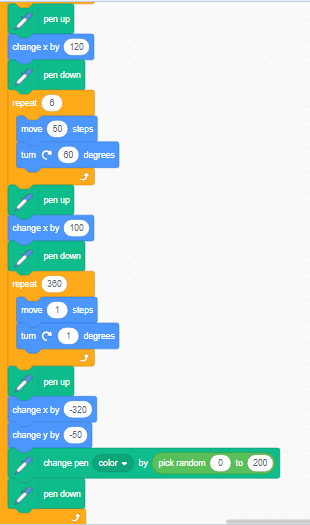 pen up
change x by 120
pen down
repeat 6
move 50 steps
turn 60 degrees
pen up
change x by 100
pen down
repeat 360
move 1 steps
turn 1 degrees
pen up
change x by -320
change y by -50
change pen color by pick random 0 to 200
pen down